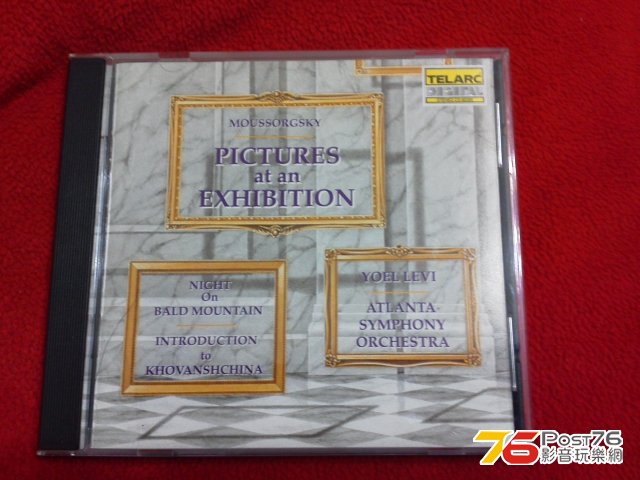 TELARC
DIGITAL
MOUSSORGSKY
PICTURES
at an
EXHIBITION
NIGHT
On
BALD MOUNTAIN
INTRODUCTION
to
KHOVANSHCHINA
YOEL LEVI
ATLANTA
SYMPHONY
ORCHESTRA
76 Post76
影音玩樂網